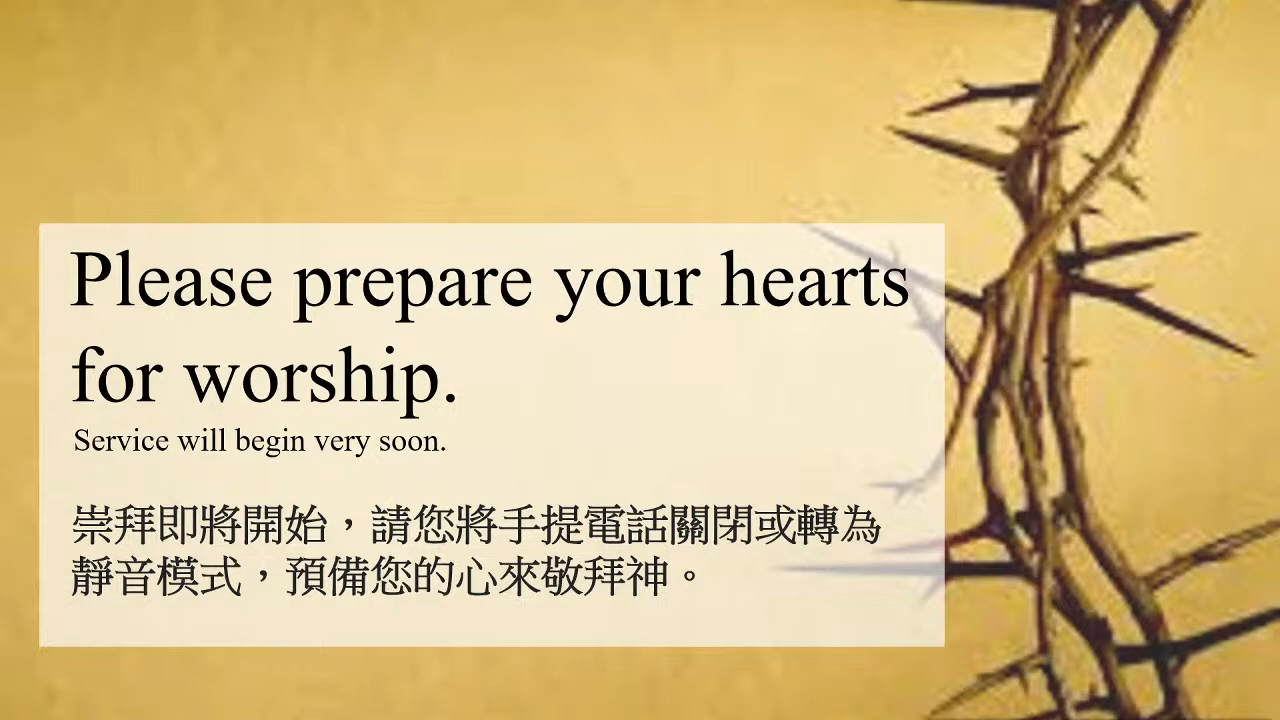 Please prepare your hearts
for worship.
Service will begin very soon.
崇拜即將開始，請您將手提電話關閉或轉為
靜音模式，預備您的心來敬拜神。